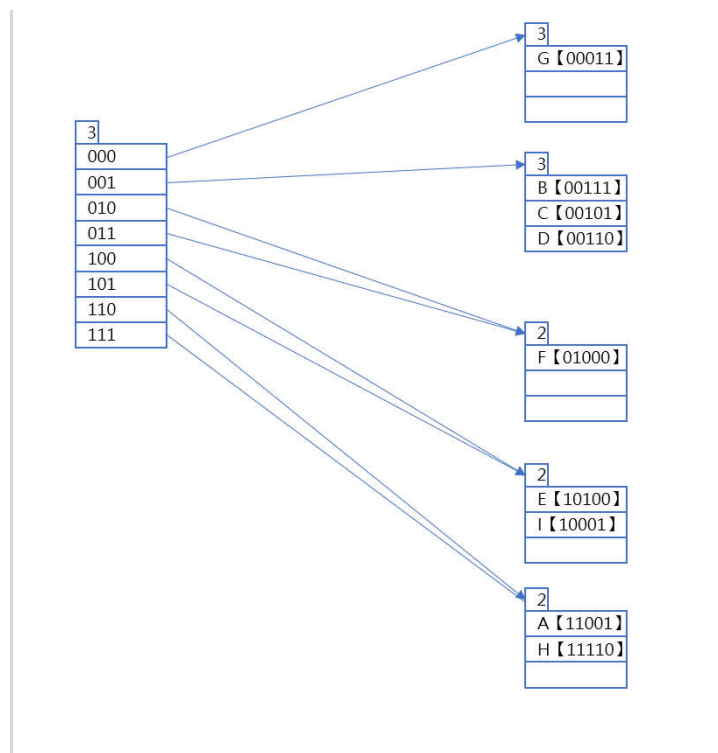 3
000
001
010
011
100
101
110
111
3
G【00011】
3
B【00111】
C【00101】
D【00110】
2
F【01000】
2
E【10100】
I【10001】
2
A【11001】
H【11110】